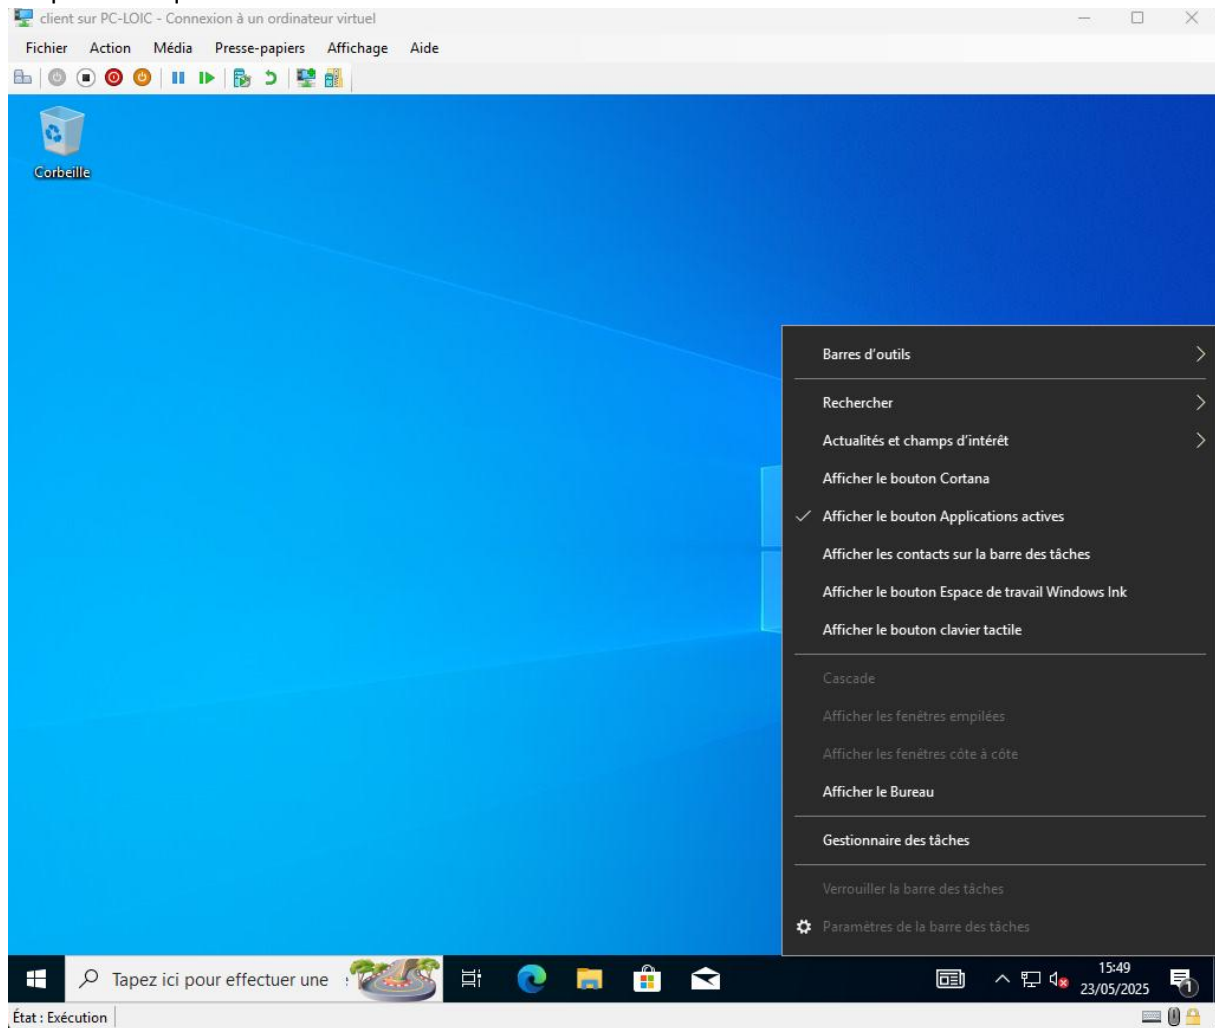 client sur PC-LOIC - Connexion à un ordinateur virtuel
Fichier Action Média Presse-papiers Affichage Aide
Corbeille
Barres d'outils
Rechercher
Actualités et champs d'intérêt
Afficher le bouton Cortana
Afficher le bouton Applications actives
Afficher les contacts sur la barre des tâches
Afficher le bouton Espace de travail Windows Ink
Afficher le bouton clavier tactile
Cascade
Afficher les fenêtres empilées
Afficher les fenêtres côte à côte
Afficher le Bureau
Gestionnaire des tâches
Verrouiller la barre des tâches
Paramètres de la barre des tâches
Tapez ici pour effectuer une
15:49
23/05/2025
1
État : Exécution